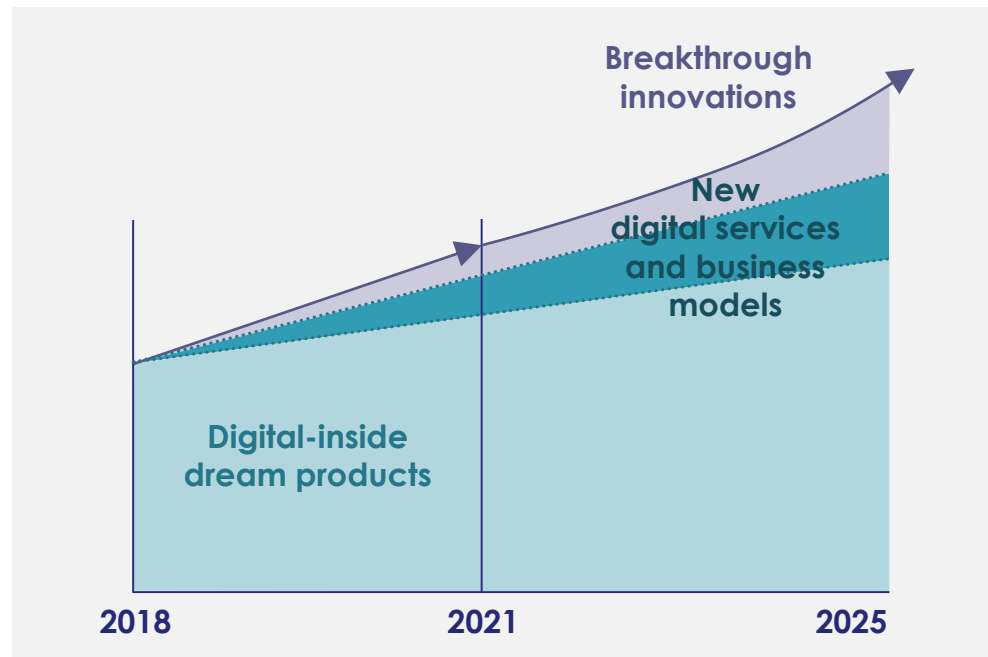 Breakthrough
innovations
New
digital services
and business
models
Digital-inside
dream products
2018
2021
2025